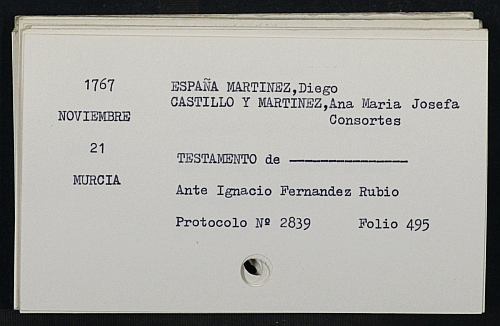 1767
NOVIEMBRE
21
MURCIA
ESPAÑA MARTINEZ,Diego
CASTILLO Y MARTINEZ,Ana Maria Josefa
Consortes
TESTAMENTO de ---------------
Ante Ignacio Fernandez Rubio
Protocolo Nº 2839 Folio 495